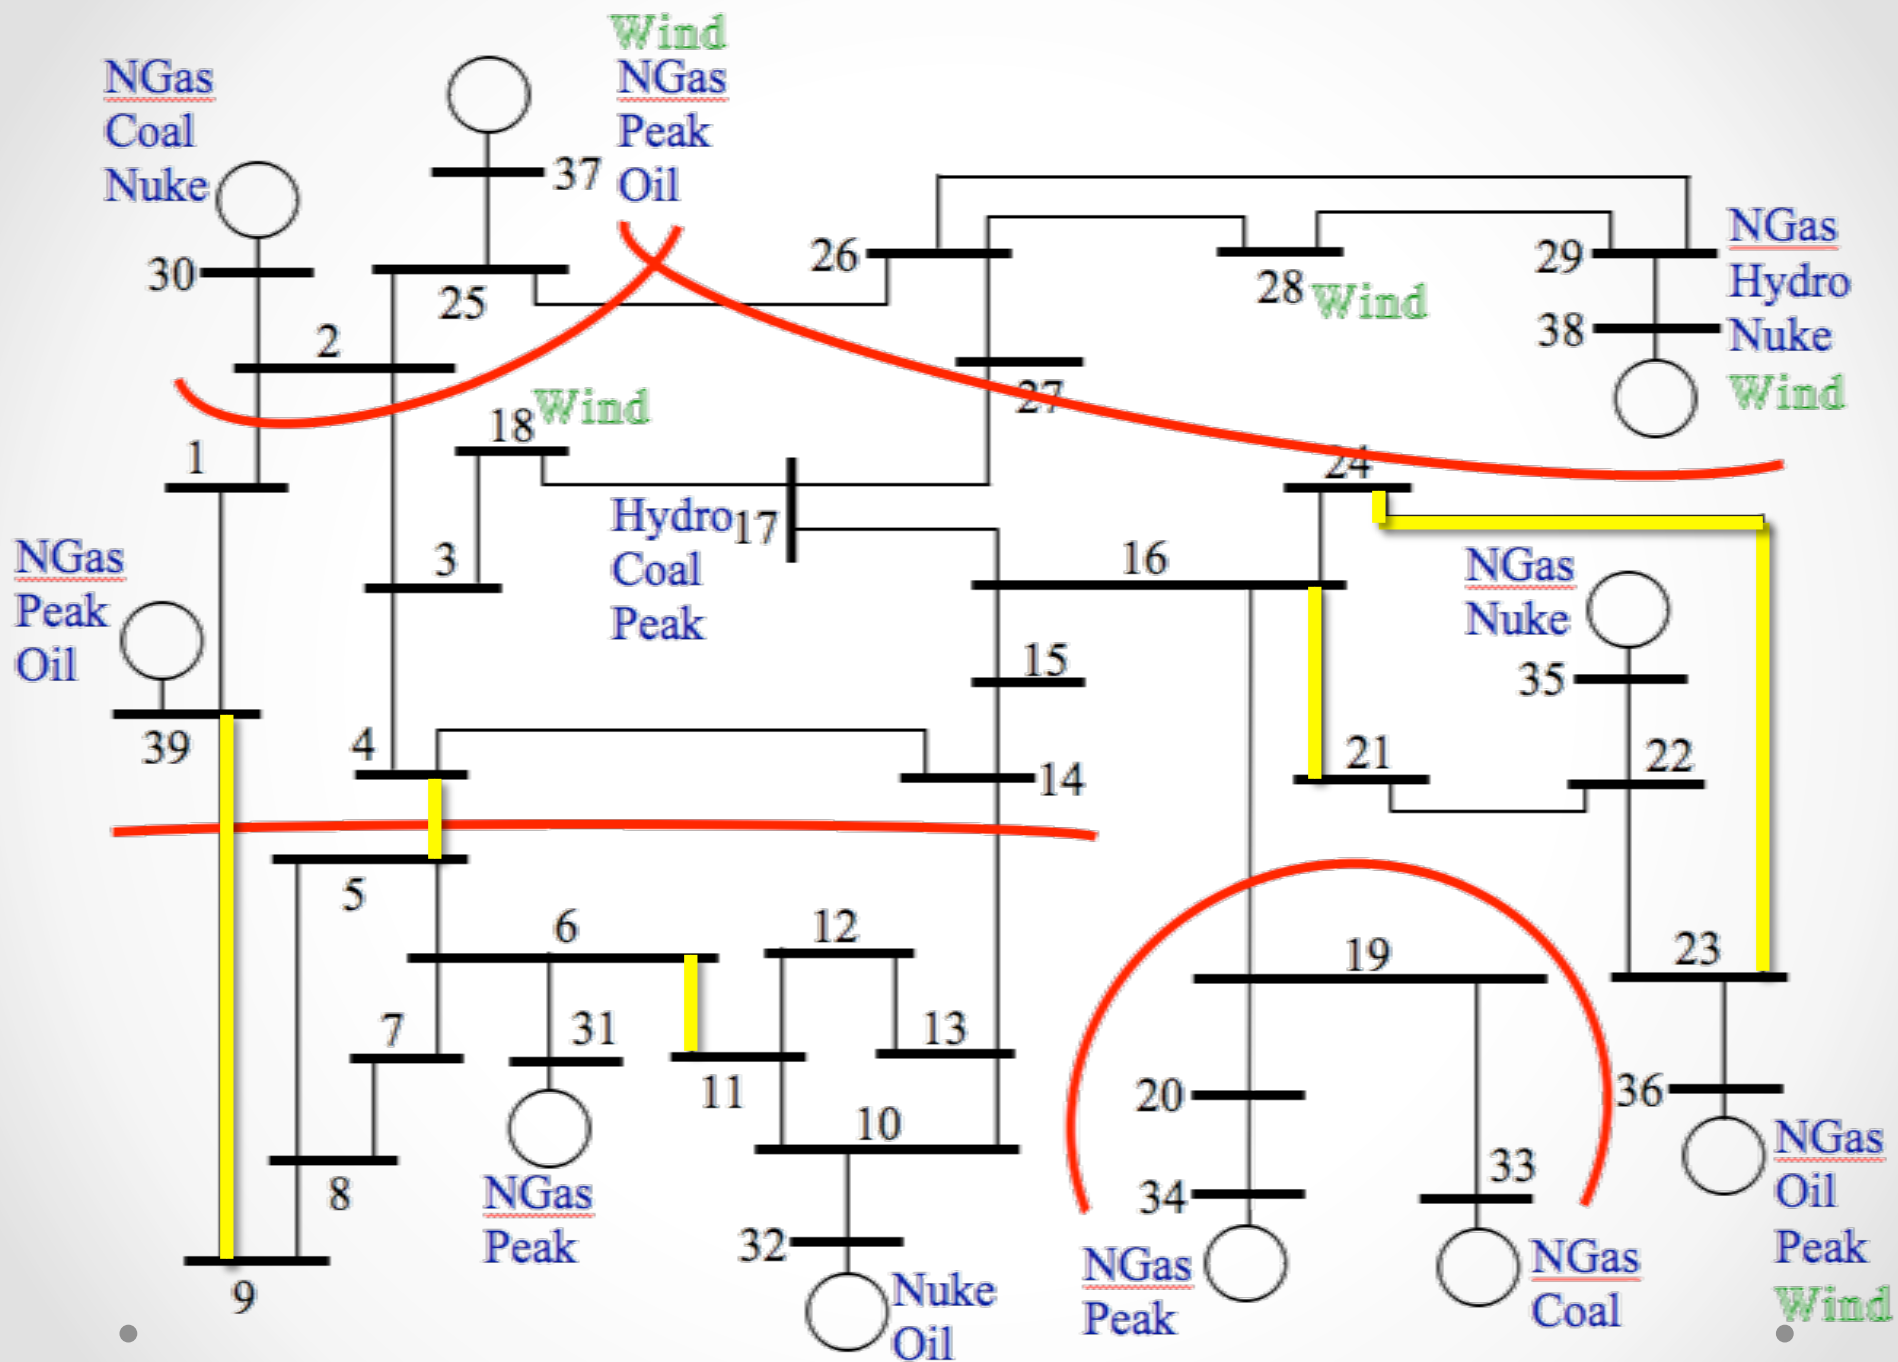 Wind
NGas
Coal
Nuke
NGas
Peak
Oil
37
30
25
2
26
28
Wind
29
NGas
Hydro
Nuke
Wind
38
27
18
Wind
1
3
Hydro
Coal
Peak
17
24
16
NGas
Nuke
35
15
NGas
Peak
Oil
39
4
14
21
22
5
6
12
19
23
7
31
13
11
10
20
36
8
34
33
NGas
Peak
32
9
Nuke
Oil
NGas
Peak
NGas
Coal
NGas
Oil
Peak
Wind